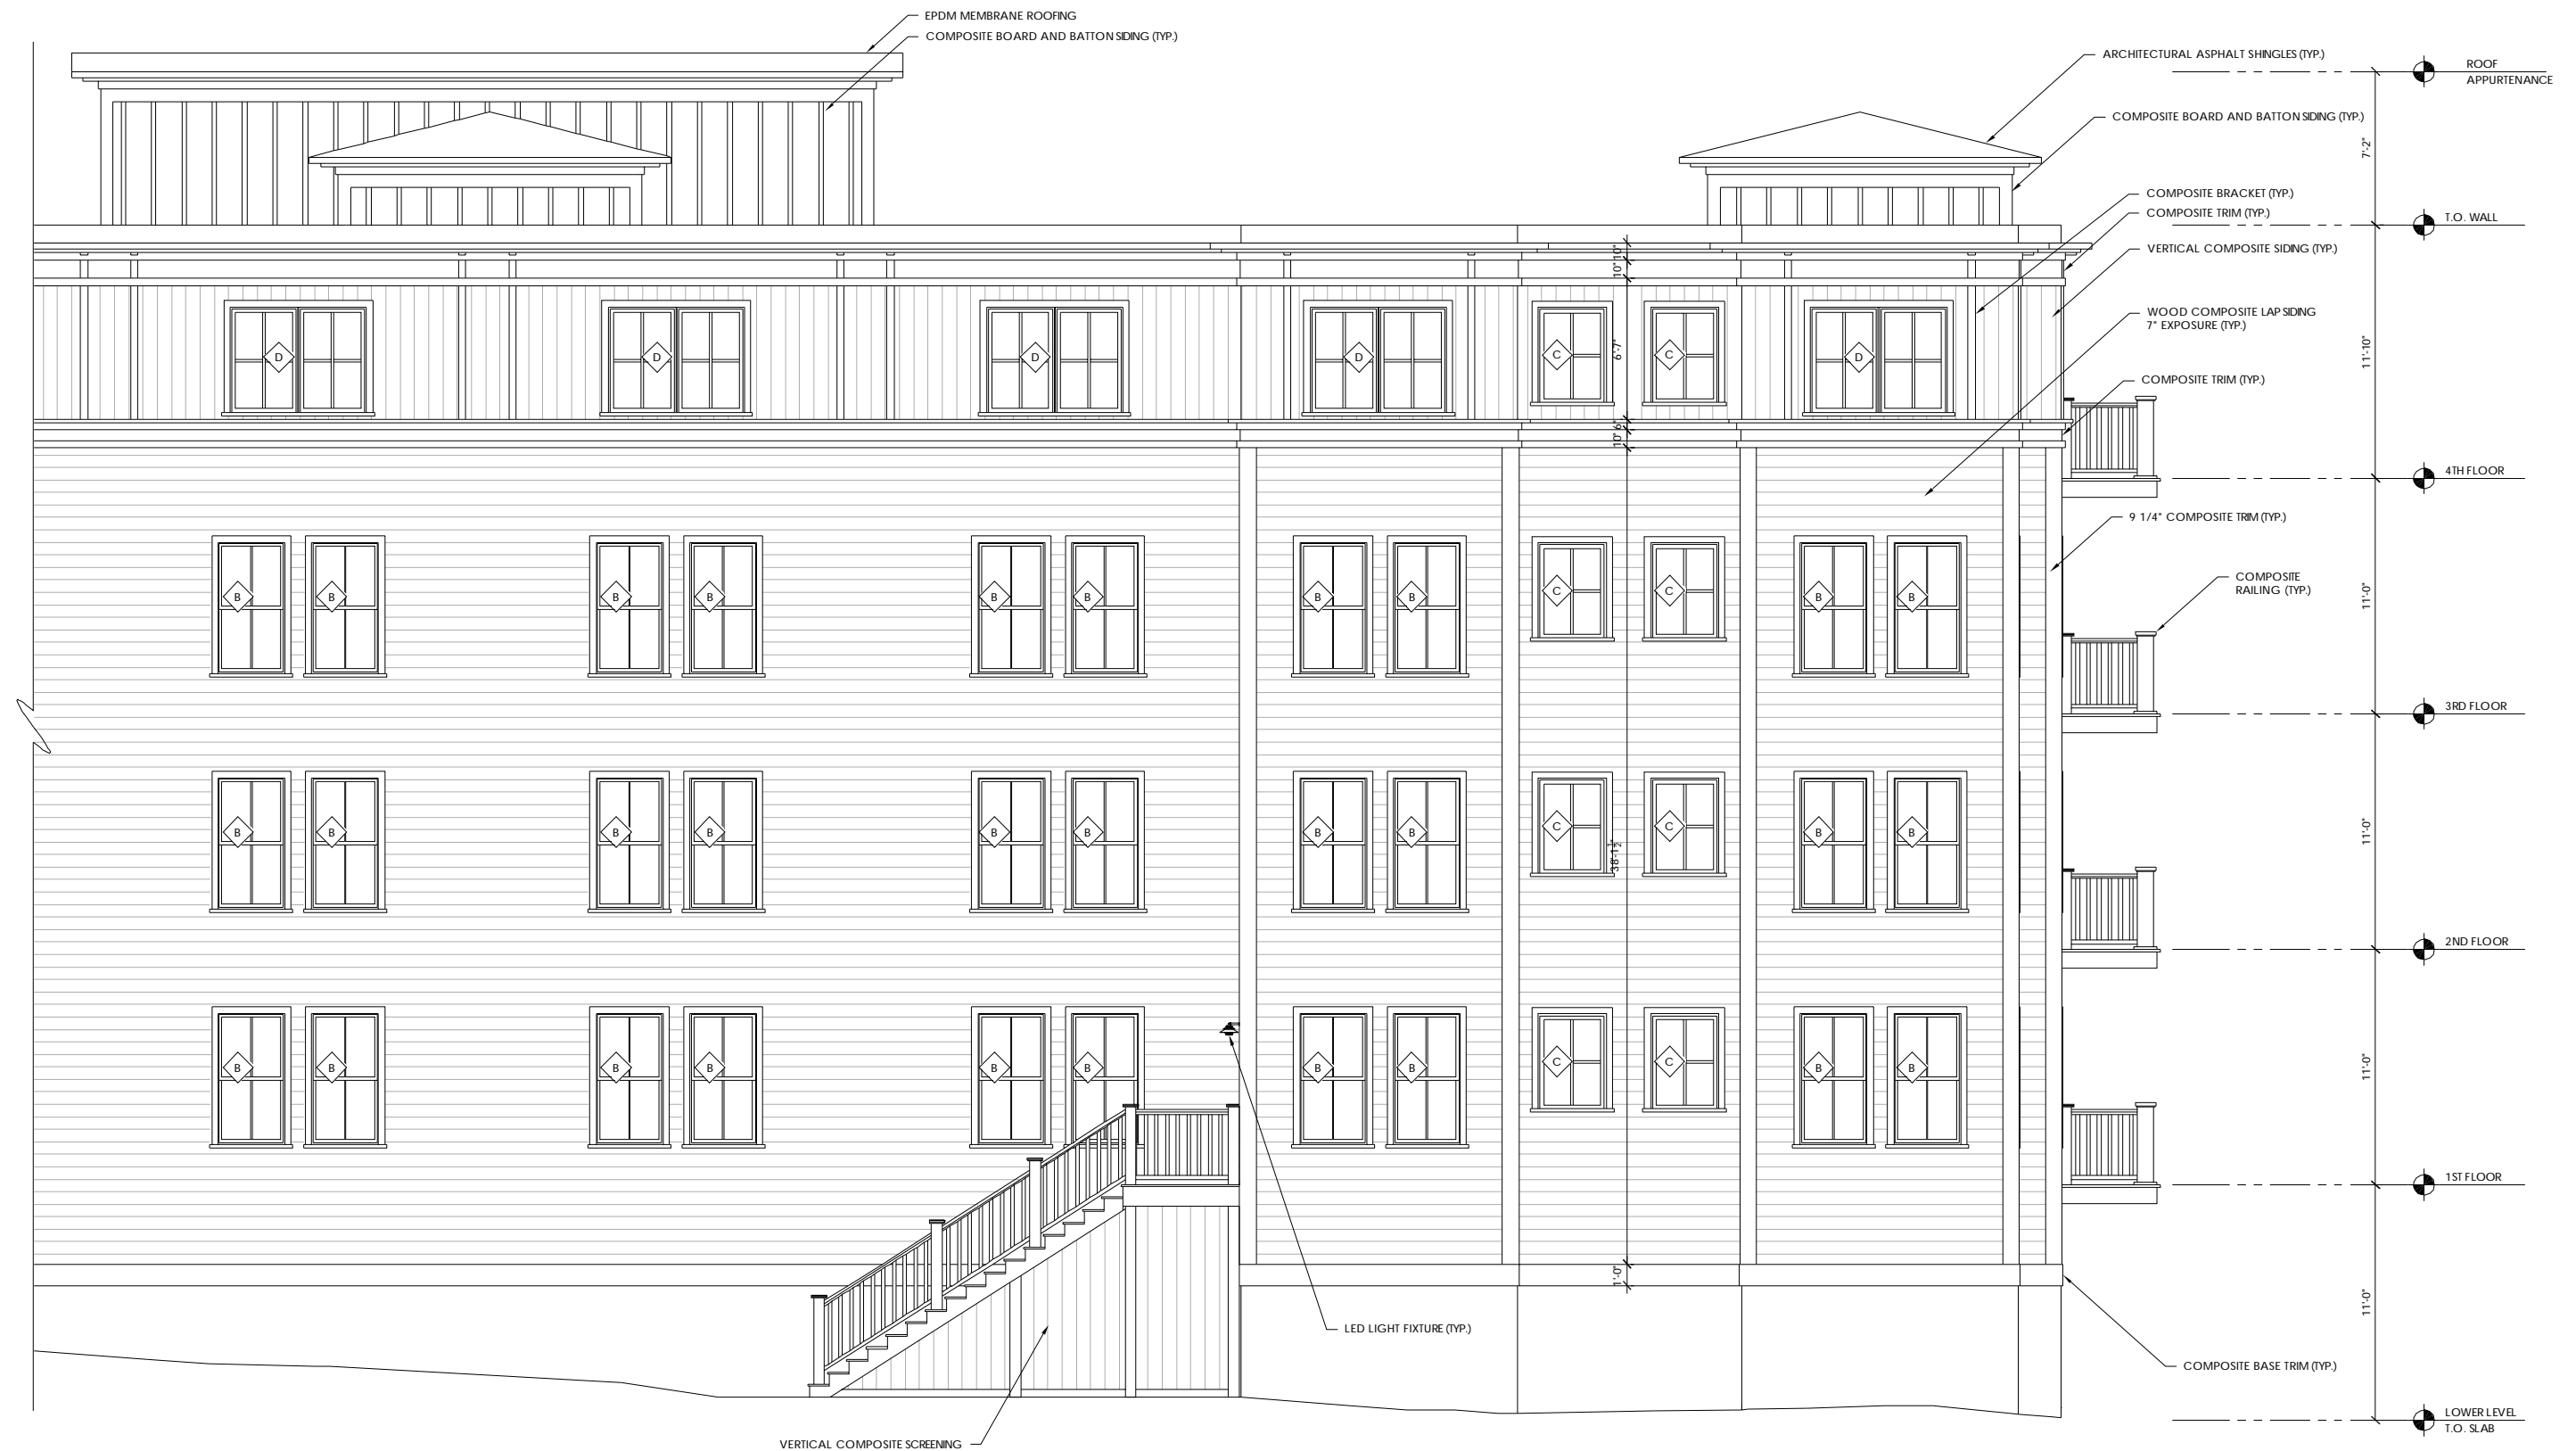 EPDM MEMBRANE ROOFING
COMPOSITE BOARD AND BATTON SIDING (TYP.)
ARCHITECTURAL ASPHALT SHINGLES (TYP.)
ROOF
APPURTENANCE
COMPOSITE BOARD AND BATTON SIDING (TYP.)
7'-2"
COMPOSITE BRACKET (TYP.)
COMPOSITE TRIM (TYP.)
T.O. WALL
VERTICAL COMPOSITE SIDING (TYP.)
10"
10"
WOOD COMPOSITE LAP SIDING
7" EXPOSURE (TYP.)
11'-10"
D D D D C 6'-7" C D
COMPOSITE TRIM (TYP.)
6"
10"
4TH FLOOR
9 1/4" COMPOSITE TRIM (TYP.)
COMPOSITE
RAILING (TYP.)
B B B B B B B B C C B B
11'-0"
3RD FLOOR
B B B B B B B B C C B B
11'-0"
38'-1 1/2"
2ND FLOOR
B B B B B B B B C C B B
11'-0"
1ST FLOOR
1'-0"
11'-0"
LED LIGHT FIXTURE (TYP.)
COMPOSITE BASE TRIM (TYP.)
LOWER LEVEL
T.O. SLAB
VERTICAL COMPOSITE SCREENING